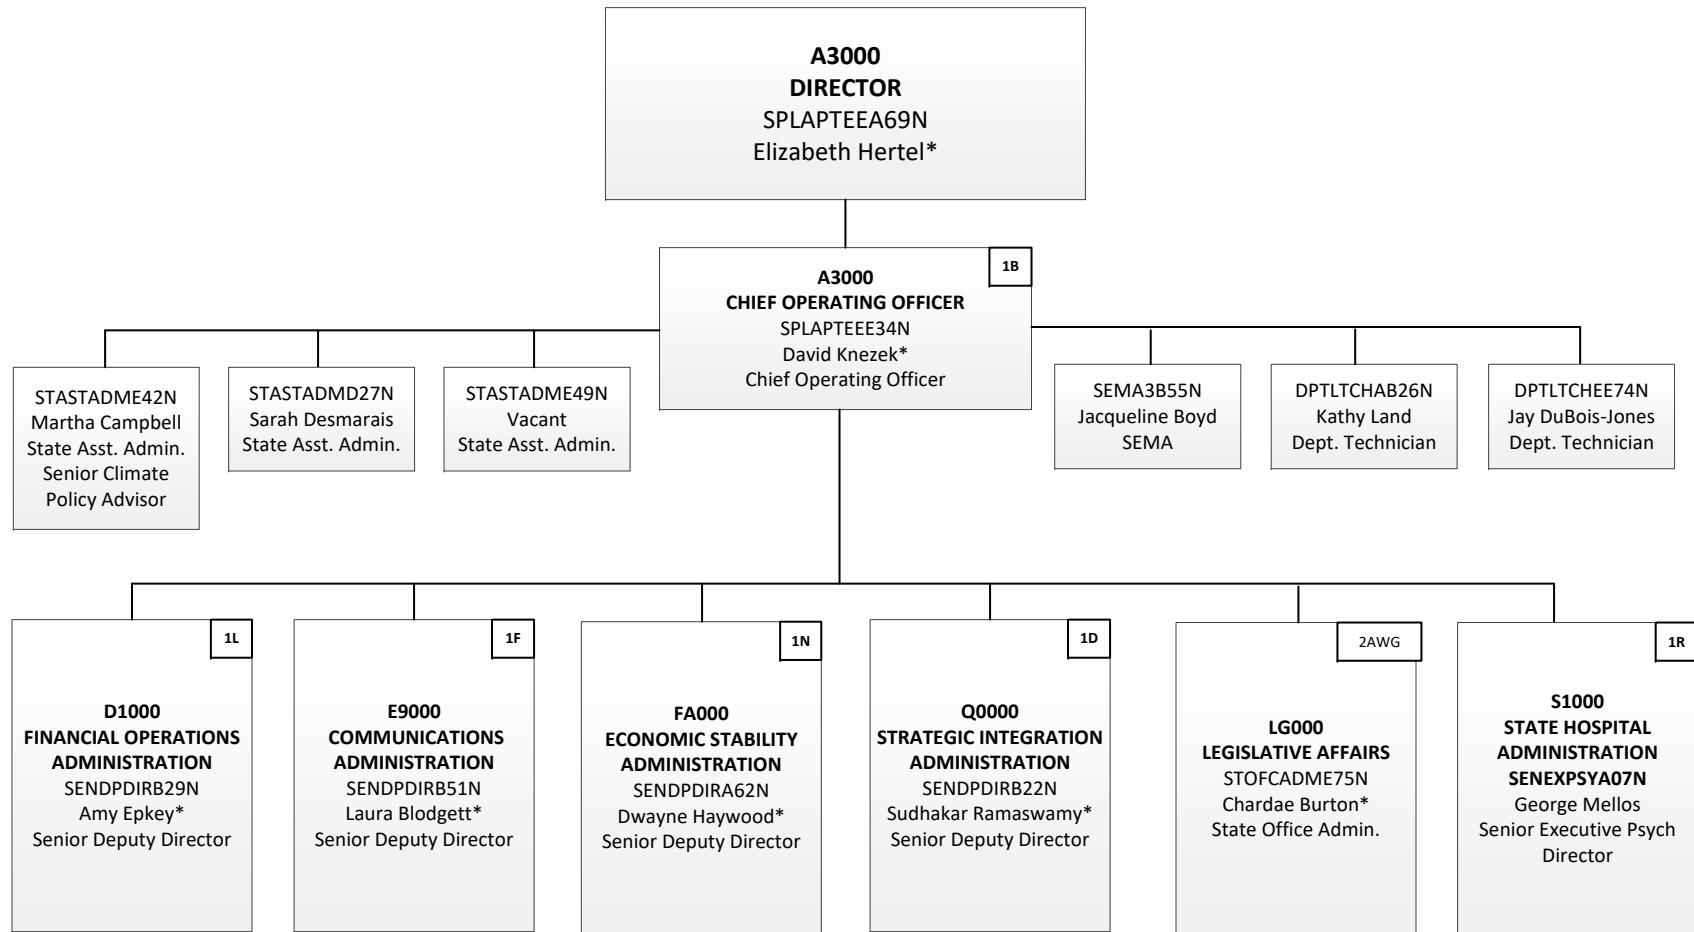 A3000
DIRECTOR
SPLAPTEEA69N
Elizabeth Hertel*
1B
A3000
CHIEF OPERATING OFFICER
SPLAPTEEE34N
David Knezek*
Chief Operating Officer
STASTADME42N
Martha Campbell
State Asst. Admin.
Senior Climate
Policy Advisor
STASTADMD27N
Sarah Desmarais
State Asst. Admin.
STASTADME49N
Vacant
State Asst. Admin.
SEMA3B55N
Jacqueline Boyd
SEMA
DPTLTCHAB26N
Kathy Land
Dept. Technician
DPTLTCHEE74N
Jay DuBois-Jones
Dept. Technician
1L
D1000
FINANCIAL OPERATIONS
ADMINISTRATION
SENDPDIRB29N
Amy Epkey*
Senior Deputy Director
1F
E9000
COMMUNICATIONS
ADMINISTRATION
SENDPDIRB51N
Laura Blodgett*
Senior Deputy Director
1N
FA000
ECONOMIC STABILITY
ADMINISTRATION
SENDPDIRA62N
Dwayne Haywood*
Senior Deputy Director
1D
Q0000
STRATEGIC INTEGRATION
ADMINISTRATION
SENDPDIRB22N
Sudhakar Ramaswamy*
Senior Deputy Director
2AWG
LG000
LEGISLATIVE AFFAIRS
STOFCADME75N
Chardae Burton*
State Office Admin.
1R
S1000
STATE HOSPITAL
ADMINISTRATION
SENEXPSYA07N
George Mellos
Senior Executive Psych
Director